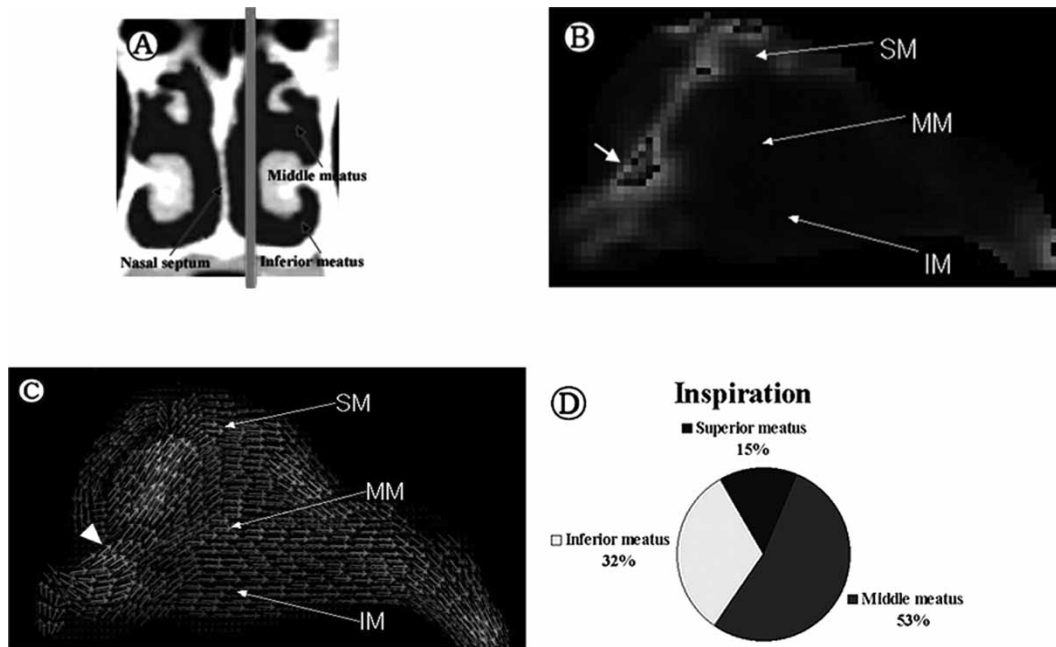 A
Middle meatus
Nasal septum
Inferior meatus
B
SM
MM
IM
C
SM
MM
IM
D
Inspiration
Superior meatus
15%
Inferior meatus
32%
Middle meatus
53%